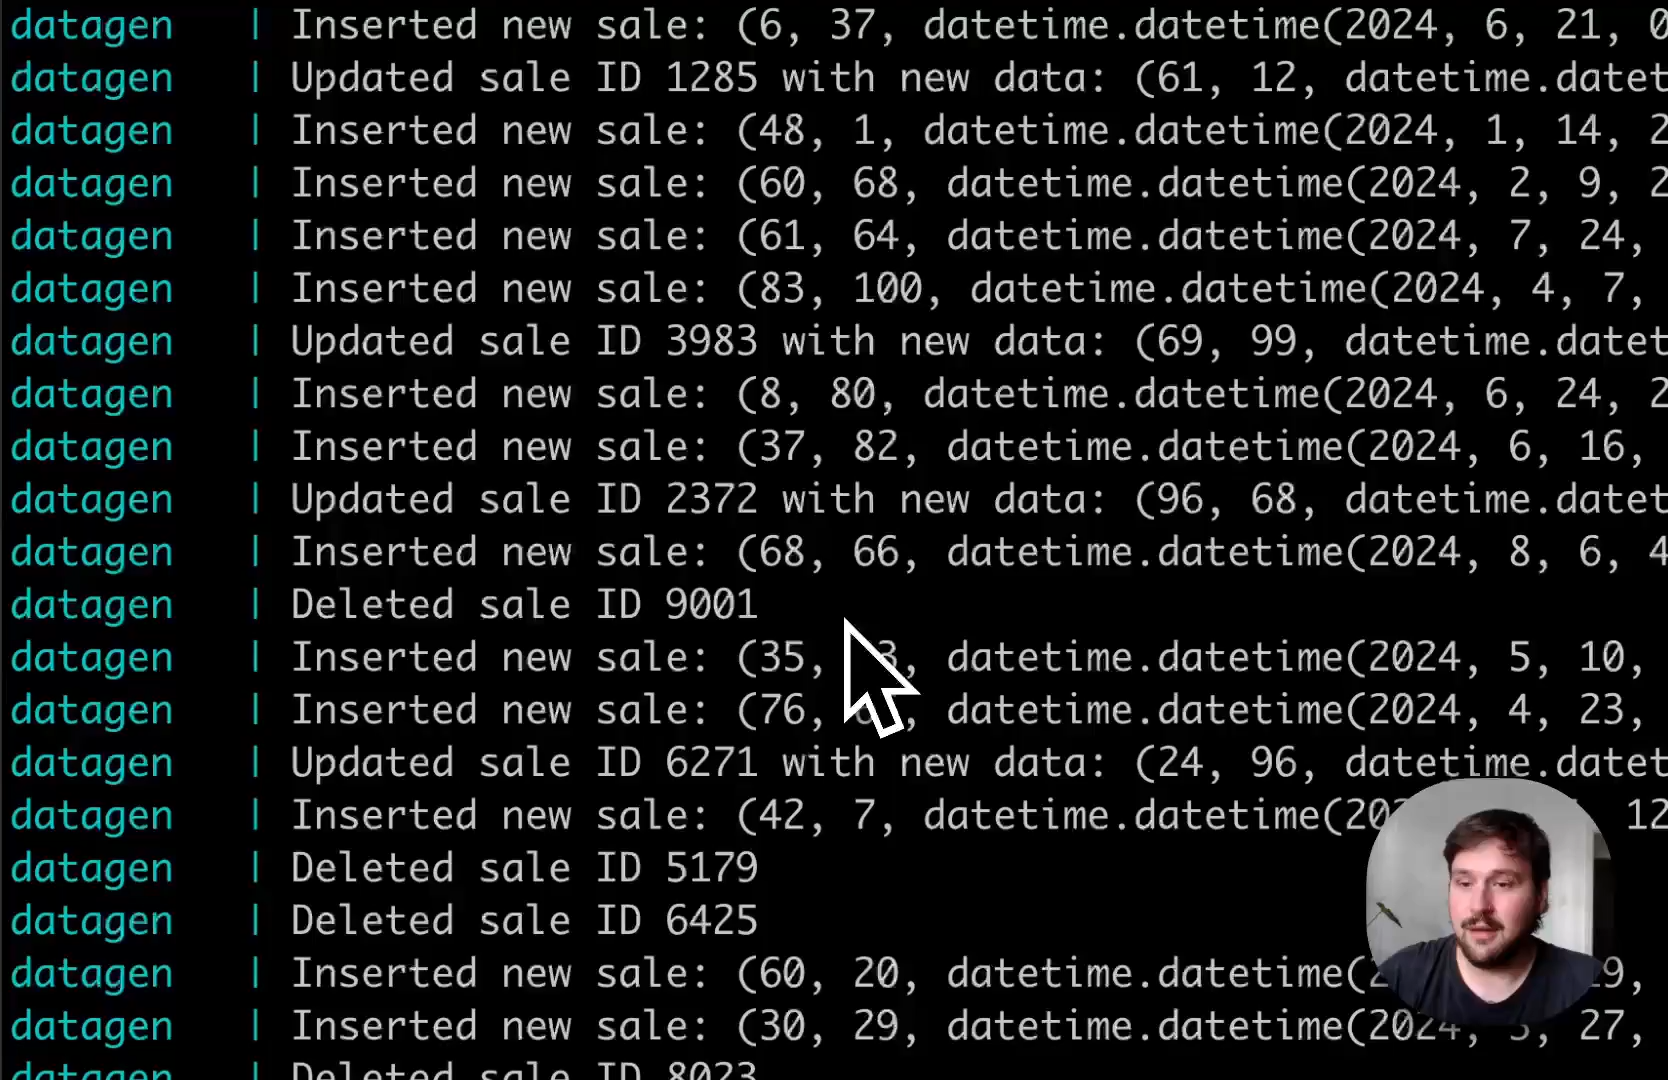 datagen | Inserted new sale: (6, 37, datetime.datetime(2024, 6, 21, 0
datagen | Updated sale ID 1285 with new data: (61, 12, datetime.datet
datagen | Inserted new sale: (48, 1, datetime.datetime(2024, 1, 14, 2
datagen | Inserted new sale: (60, 68, datetime.datetime(2024, 2, 9, 2
datagen | Inserted new sale: (61, 64, datetime.datetime(2024, 7, 24,
datagen | Inserted new sale: (83, 100, datetime.datetime(2024, 4, 7,
datagen | Updated sale ID 3983 with new data: (69, 99, datetime.datet
datagen | Inserted new sale: (8, 80, datetime.datetime(2024, 6, 24, 2
datagen | Inserted new sale: (37, 82, datetime.datetime(2024, 6, 16,
datagen | Updated sale ID 2372 with new data: (96, 68, datetime.datet
datagen | Inserted new sale: (68, 66, datetime.datetime(2024, 8, 6, 4
datagen | Deleted sale ID 9001
datagen | Inserted new sale: (35, datetime.datetime(2024, 5, 10,
datagen | Inserted new sale: (76, datetime.datetime(2024, 4, 23,
datagen | Updated sale ID 6271 with new data: (24, 96, datetime.datet
datagen | Inserted new sale: (42, 7, datetime.datetime(20 12
datagen | Deleted sale ID 5179
datagen | Deleted sale ID 6425
datagen | Inserted new sale: (60, 20, datetime.datetime(2 9,
datagen | Inserted new sale: (30, 29, datetime.datetime(2024, 27,
datagen | Deleted sale ID 8023